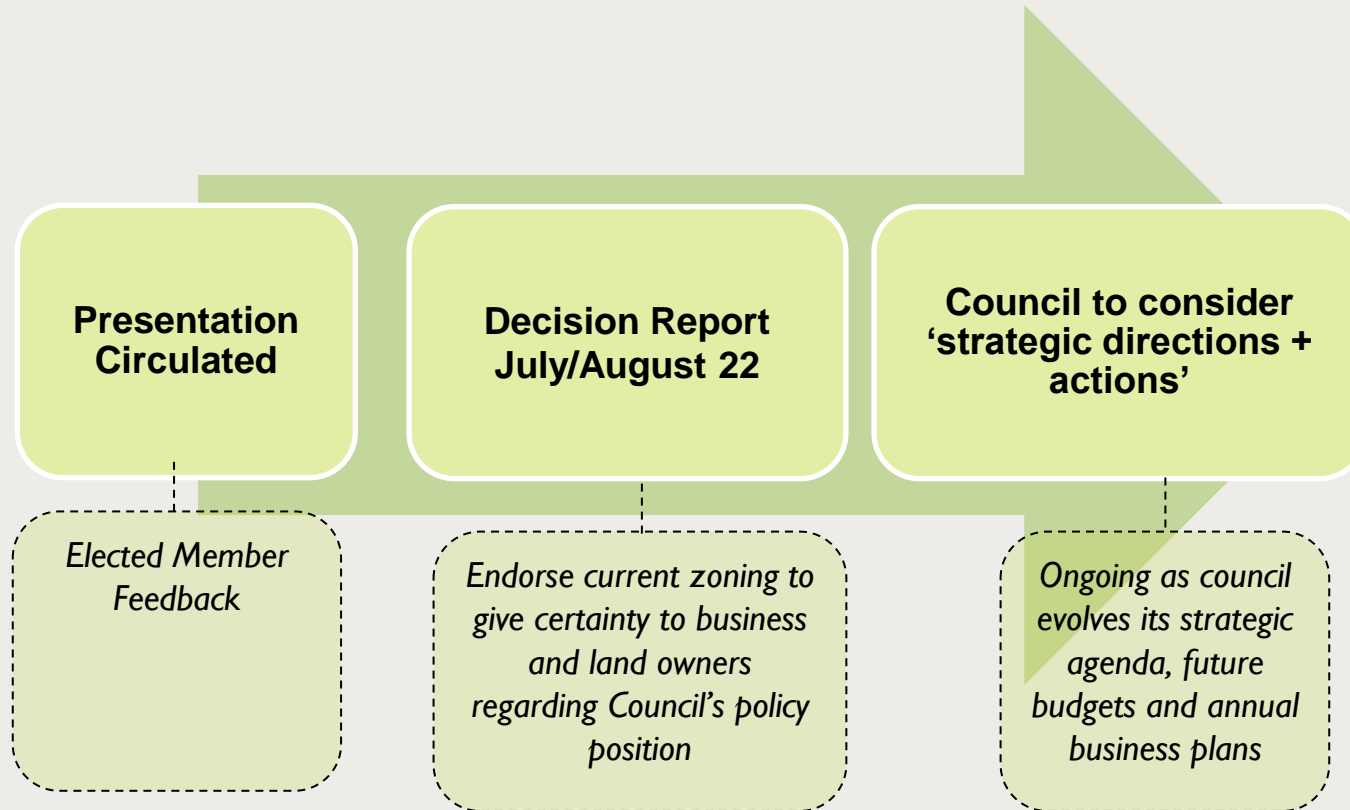 Presentation
Circulated
Decision Report
July/August 22
Council to consider
‘strategic directions +
actions’
Elected Member
Feedback
Endorse current zoning to
give certainty to business
and land owners
regarding Council’s policy
position
Ongoing as council
evolves its strategic
agenda, future
budgets and annual
business plans